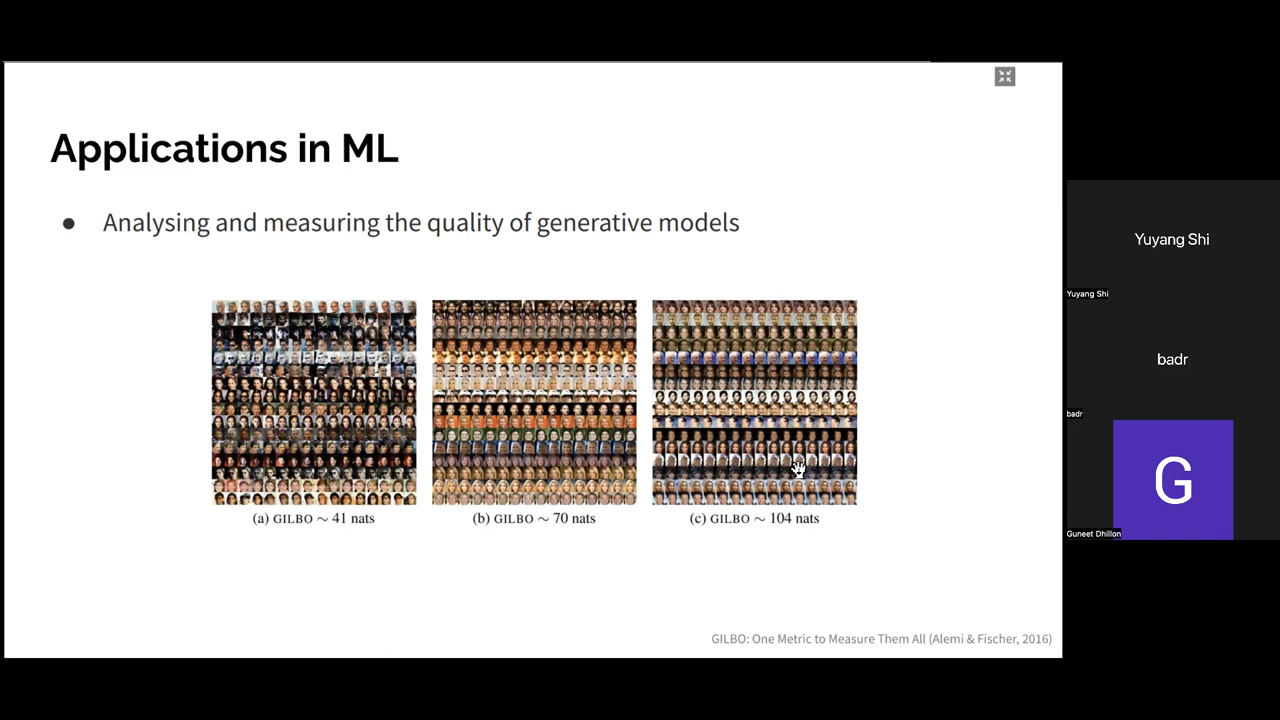 Applications in ML
● Analysing and measuring the quality of generative models
(a) GILBO ∼ 41 nats
(b) GILBO ∼ 70 nats
(c) GILBO ∼ 104 nats
GILBO: One Metric to Measure Them All (Alemi & Fischer, 2016)
Yuyang Shi
Yuyang Shi
badr
badr
G
Guneet Dhillon